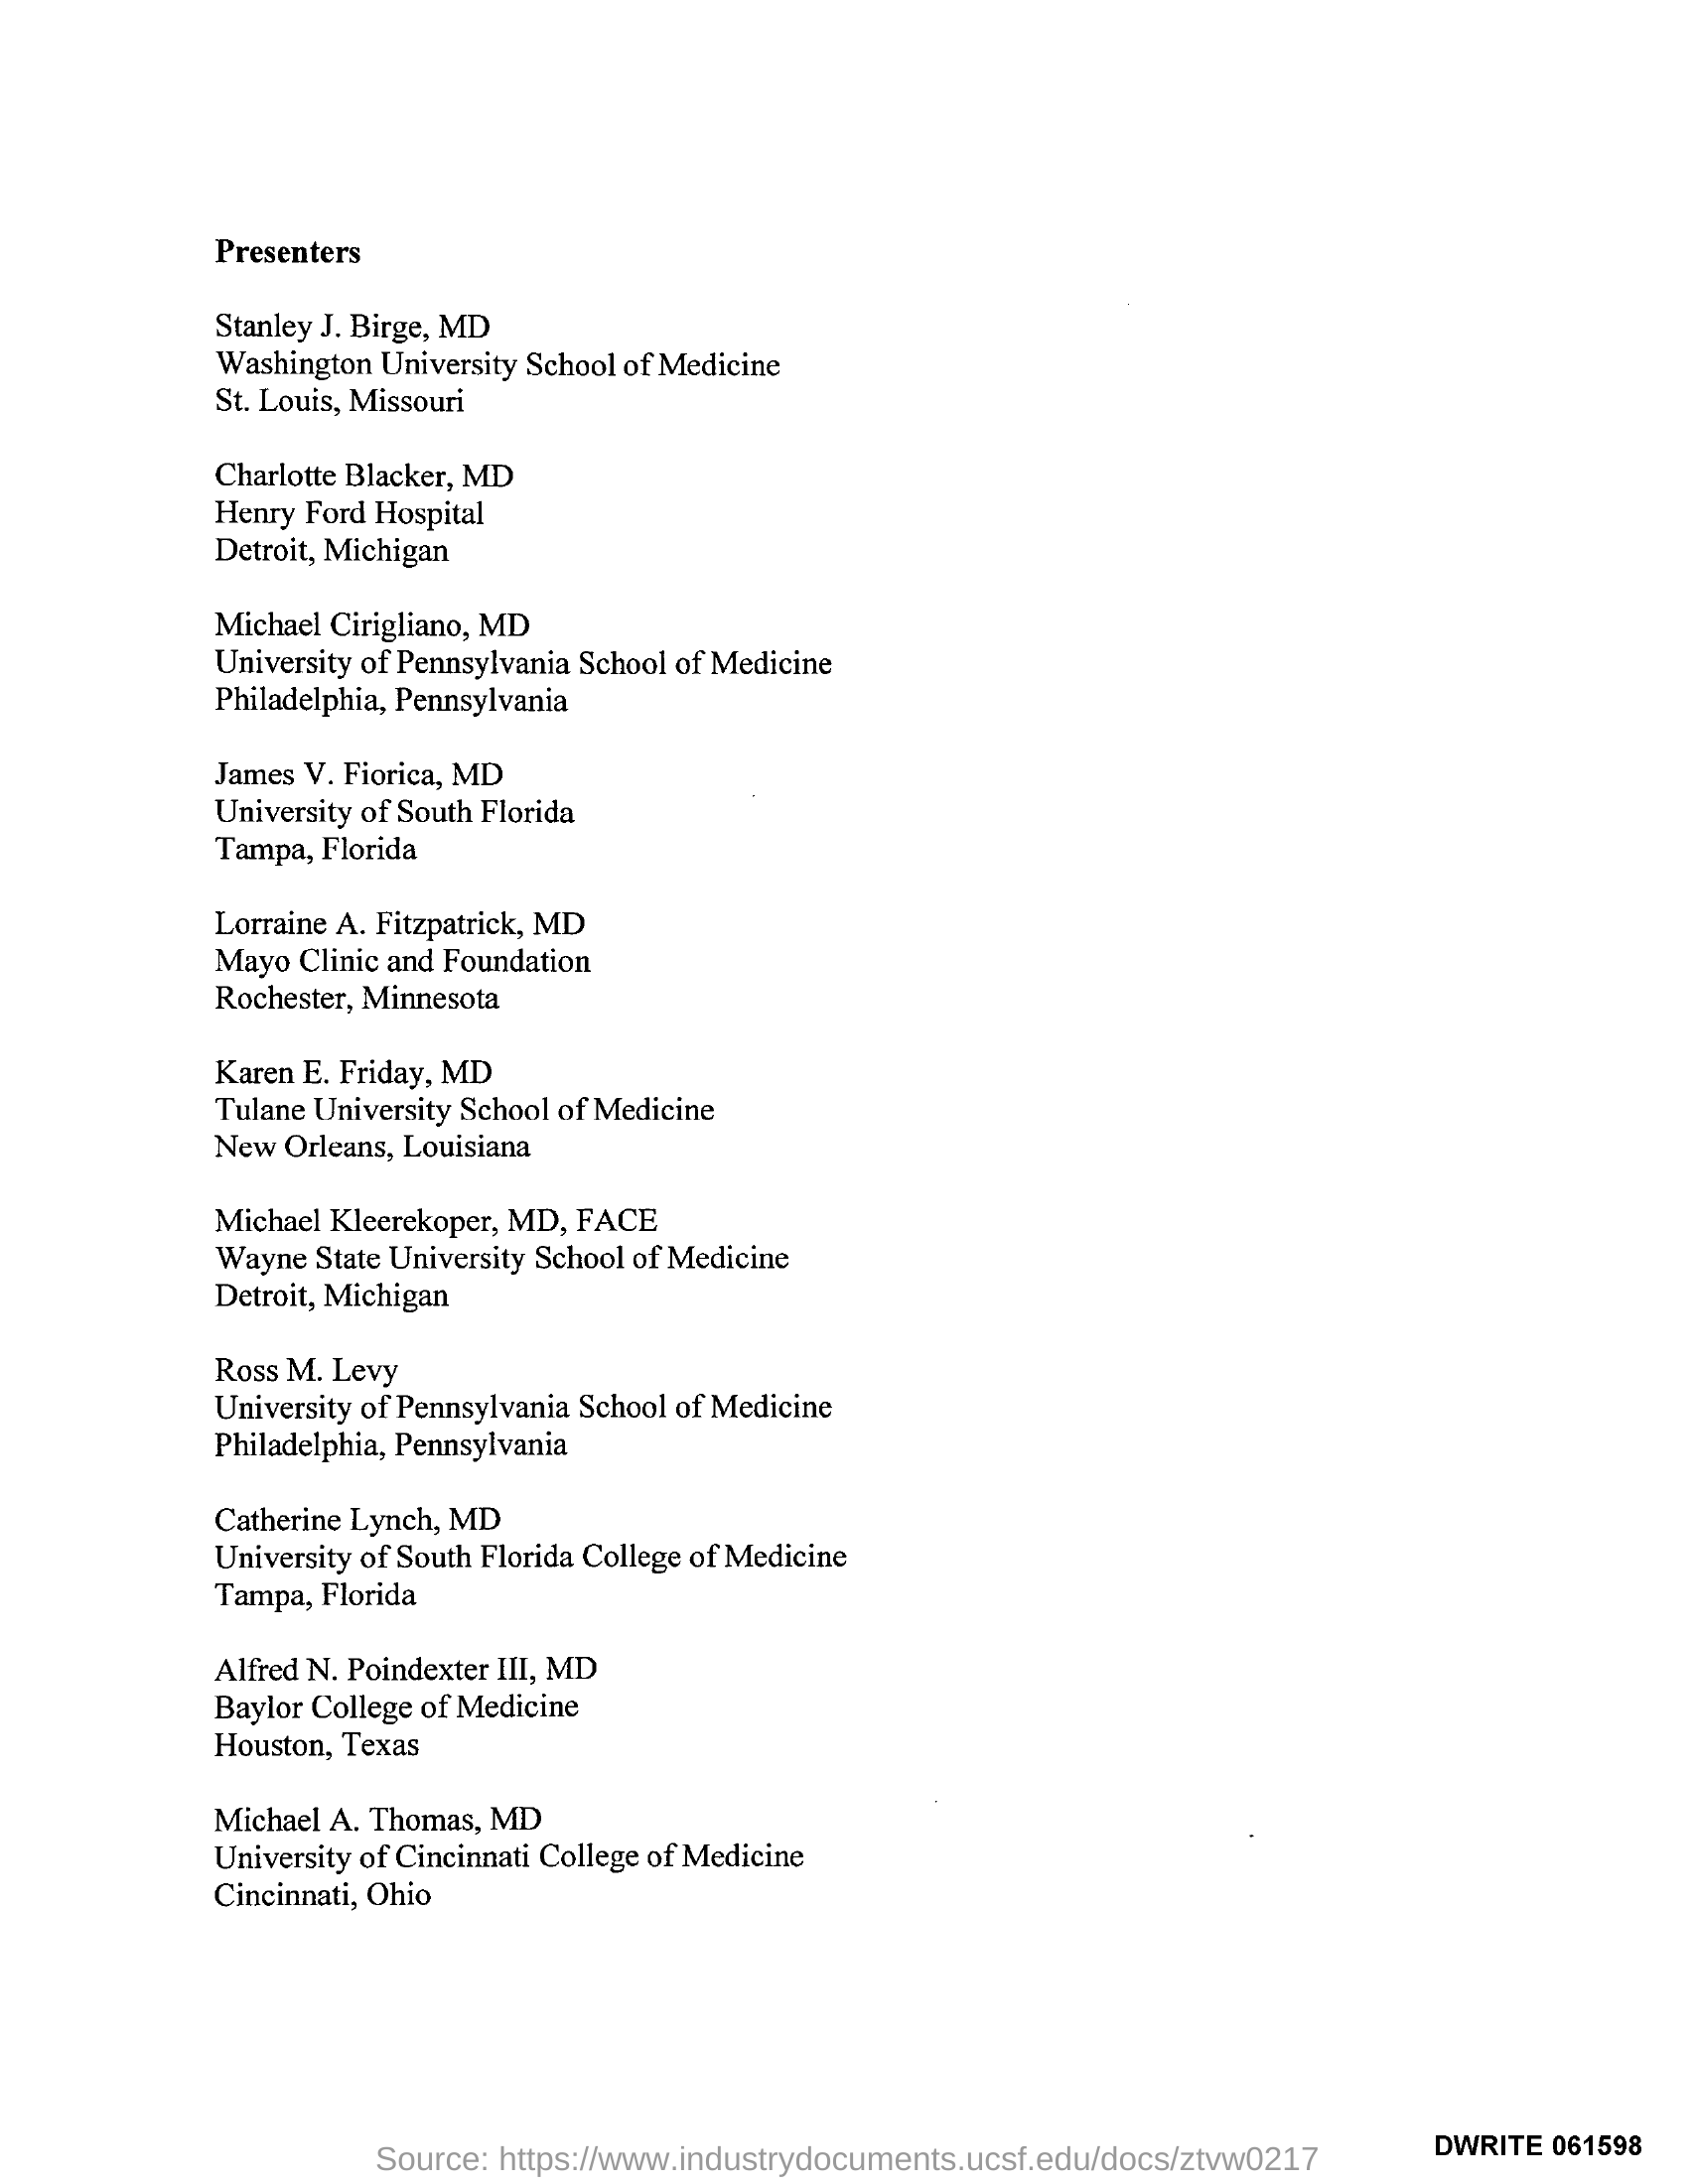 Presenters
Stanley J. Birge, MD
Washington University School of Medicine
St. Louis, Missouri
Charlotte Blacker, MD
Henry Ford Hospital
Detroit, Michigan
Michael Cirigliano, MD
University of Pennsylvania School of Medicine
Philadelphia, Pennsylvania
James V. Fiorica, MD
University of South Florida
Tampa, Florida
Lorraine A. Fitzpatrick, MD
Mayo Clinic and Foundation
Rochester, Minnesota
Karen E. Friday, MD
Tulane University School of Medicine
New Orleans, Louisiana
Michael Kleerekoper, MD, FACE
Wayne State University School of Medicine
Detroit, Michigan
Ross M. Levy
University of Pennsylvania School of Medicine
Philadelphia, Pennsylvania
Catherine Lynch, MD
University of South Florida College of Medicine
Tampa, Florida
Alfred N. Poindexter III, MD
Baylor College of Medicine
Houston, Texas
Michael A. Thomas, MD
University of Cincinnati College of Medicine
Cincinnati, Ohio
DWRITE 061598
Source: https://www.industrydocuments.ucsf.edu/docs/ztvw0217